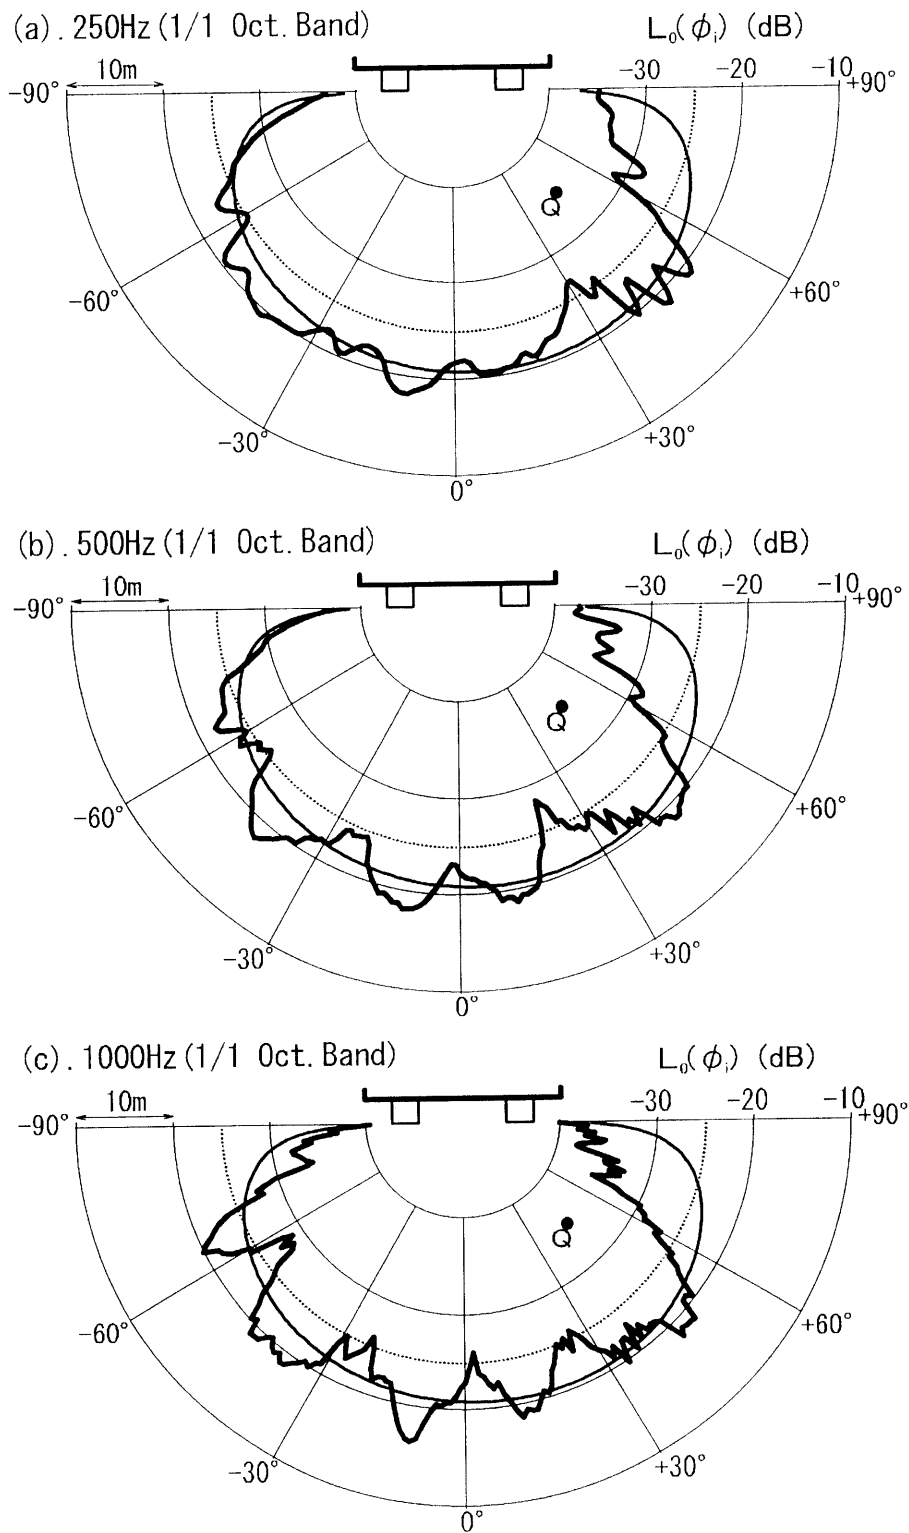 (a). 250Hz (1/1 Oct. Band) L₀(ϕᵢ) (dB)
10m -30 -20 -10
-90° +90°
Q
-60° +60°
-30° +30°
0°
(b). 500Hz (1/1 Oct. Band) L₀(ϕᵢ) (dB)
10m -30 -20 -10
-90° +90°
Q
-60° +60°
-30° +30°
0°
(c). 1000Hz (1/1 Oct. Band) L₀(ϕᵢ) (dB)
10m -30 -20 -10
-90° +90°
Q
-60° +60°
-30° +30°
0°